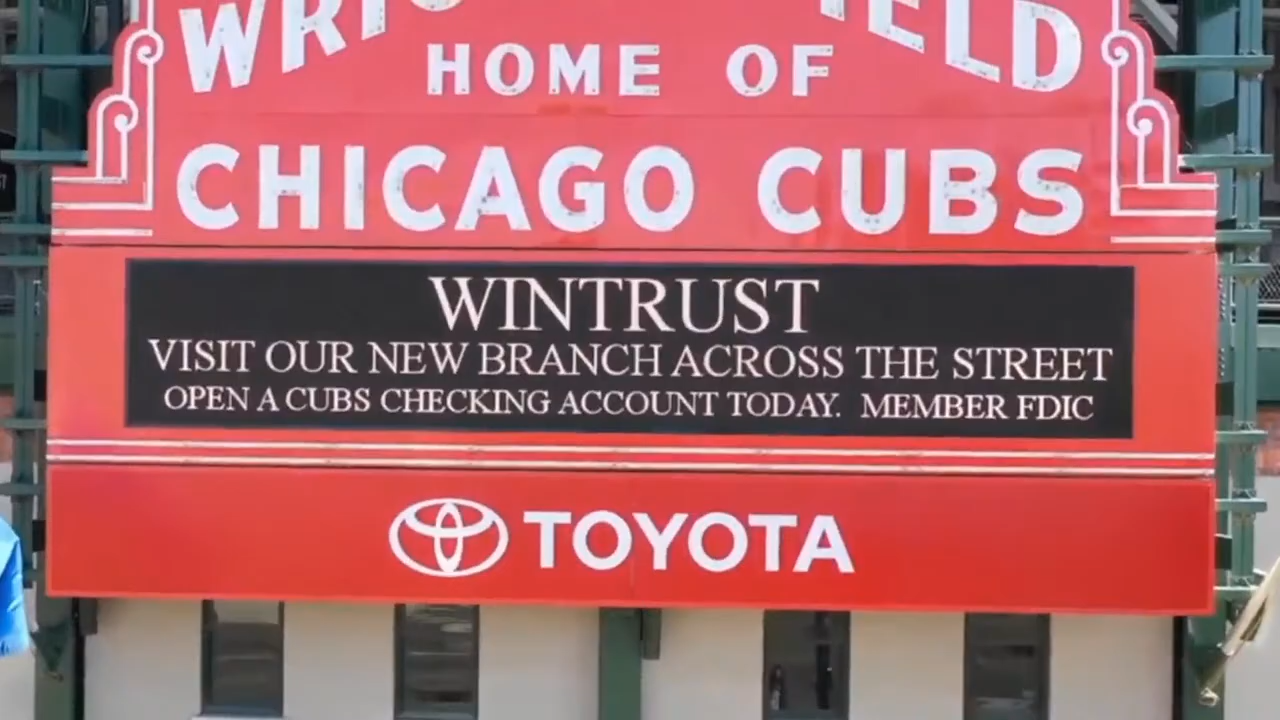 HOME OF
CHICAGO CUBS
WINTRUST
VISIT OUR NEW BRANCH ACROSS THE STREET
OPEN A CUBS CHECKING ACCOUNT TODAY. MEMBER FDIC
TOYOTA